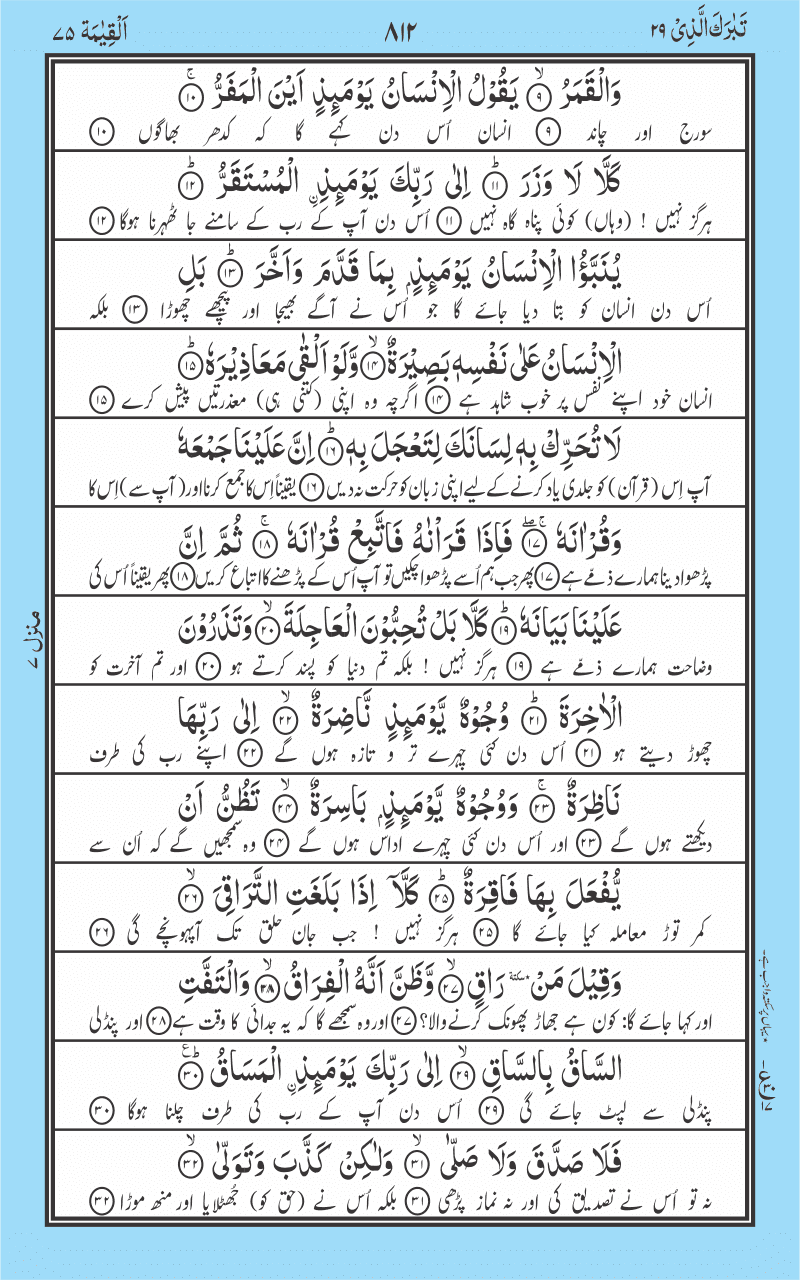 تَبٰرَكَ الَّذِىْ ٢٩
٨١٢
اَلْقِيٰمَة ٧٥
وَالْقَمَرُ ۙ﴿٩﴾ يَقُوْلُ الْاِنْسَانُ يَوْمَئِذٍ اَيْنَ الْمَفَرُّ ۚ﴿١٠﴾
سورج اور چاند ﴿٩﴾ انسان اُس دن کہے گا کہ کدھر بھاگوں ﴿١٠﴾
كَلَّا لَا وَزَرَ ؕ﴿١١﴾ اِلٰى رَبِّكَ يَوْمَئِذِ ِۨالْمُسْتَقَرُّ ؕ﴿١٢﴾
ہرگز نہیں ! (وہاں) کوئی پناہ گاہ نہیں ﴿١١﴾ اُس دن آپ کے رب کے سامنے جا ٹھہرنا ہوگا ﴿١٢﴾
يُنَبَّؤُا الْاِنْسَانُ يَوْمَئِذٍۭ بِمَا قَدَّمَ وَاَخَّرَ ؕ﴿١٣﴾ بَلِ
اُس دن انسان کو بتا دیا جائے گا جو اُس نے آگے بھیجا اور پیچھے چھوڑا ﴿١٣﴾ بلکہ
الْاِنْسَانُ عَلٰى نَفْسِهٖ بَصِيْرَةٌ ۙ﴿١٤﴾ وَّلَوْ اَلْقٰى مَعَاذِيْرَهٗ ؕ﴿١٥﴾
انسان خود اپنے نفس پر خوب شاہد ہے ﴿١٤﴾ اگرچہ وہ اپنی (کتنی ہی) معذرتیں پیش کرے ﴿١٥﴾
لَا تُحَرِّكْ بِهٖ لِسَانَكَ لِتَعْجَلَ بِهٖ ؕ﴿١٦﴾ اِنَّ عَلَيْنَا جَمْعَهٗ
آپ اِس (قرآن) کو جلدی یاد کرنے کے لیے اپنی زبان کو حرکت نہ دیں ﴿١٦﴾ یقیناً اِس کا جمع کرنا اور (آپ سے) اِس کا
وَقُرْاٰنَهٗ ۚۖ﴿١٧﴾ فَاِذَا قَرَاْنٰهُ فَاتَّبِعْ قُرْاٰنَهٗ ۚ﴿١٨﴾ ثُمَّ اِنَّ
پڑھوا دینا ہمارے ذمّے ہے ﴿١٧﴾ پھر جب ہم اُسے پڑھوا چکیں تو آپ اُس کے پڑھنے کا اتباع کریں ﴿١٨﴾ پھر یقیناً اُس کی
عَلَيْنَا بَيَانَهٗ ؕ﴿١٩﴾ كَلَّا بَلْ تُحِبُّوْنَ الْعَاجِلَةَ ۙ﴿٢٠﴾ وَتَذَرُوْنَ
وضاحت ہمارے ذمّے ہے ﴿١٩﴾ ہرگز نہیں ! بلکہ تم دنیا کو پسند کرتے ہو ﴿٢٠﴾ اور تم آخرت کو
الْاٰخِرَةَ ؕ﴿٢١﴾ وُجُوْهٌ يَّوْمَئِذٍ نَّاضِرَةٌ ۙ﴿٢٢﴾ اِلٰى رَبِّهَا
چھوڑ دیتے ہو ﴿٢١﴾ اُس دن کئی چہرے تر و تازہ ہوں گے ﴿٢٢﴾ اپنے رب کی طرف
نَاظِرَةٌ ۚ﴿٢٣﴾ وَوُجُوْهٌ يَّوْمَئِذٍۭ بَاسِرَةٌ ۙ﴿٢٤﴾ تَظُنُّ اَنْ
دیکھتے ہوں گے ﴿٢٣﴾ اور اُس دن کئی چہرے اُداس ہوں گے ﴿٢٤﴾ وہ سمجھیں گے کہ اُن سے
يُّفْعَلَ بِهَا فَاقِرَةٌ ؕ﴿٢٥﴾ كَلَّاۤ اِذَا بَلَغَتِ التَّرَاقِىَ ۙ﴿٢٦﴾
کمر توڑ معاملہ کیا جائے گا ﴿٢٥﴾ ہرگز نہیں ! جب جان حلق تک آپہونچے گی ﴿٢٦﴾
وَقِيْلَ مَنْ ٭سكتة رَاقٍ ۙ﴿٢٧﴾ وَّظَنَّ اَنَّهُ الْفِرَاقُ ۙ﴿٢٨﴾ وَالْتَفَّتِ
اور کہا جائے گا: کون ہے جھاڑ پھونک کرنے والا؟ ﴿٢٧﴾ اور وہ سمجھے گا کہ یہ جدائی کا وقت ہے ﴿٢٨﴾ اور پنڈلی
السَّاقُ بِالسَّاقِ ۙ﴿٢٩﴾ اِلٰى رَبِّكَ يَوْمَئِذِ ِۨالْمَسَاقُ ؕ﴿٣٠﴾
پنڈلی سے لپٹ جائے گی ﴿٢٩﴾ اُس دن آپ کے رب کی طرف چلنا ہوگا ﴿٣٠﴾
فَلَا صَدَّقَ وَلَا صَلّٰى ۙ﴿٣١﴾ وَلٰكِنْ كَذَّبَ وَتَوَلّٰى ۙ﴿٣٢﴾
نہ تو اُس نے تصدیق کی اور نہ نماز پڑھی ﴿٣١﴾ بلکہ اُس نے (حق کو) جُھٹلایا اور منھ موڑا ﴿٣٢﴾
منزل ٧
٭ یہاں پر سکتہ واجب ہے۔